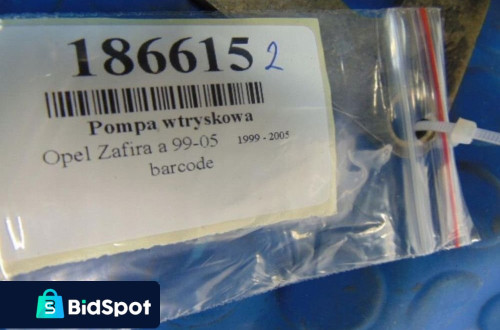 186615 2
Pompa wtryskowa
Opel Zafira a 99-05 1999 - 2005
barcode
S
BidSpot